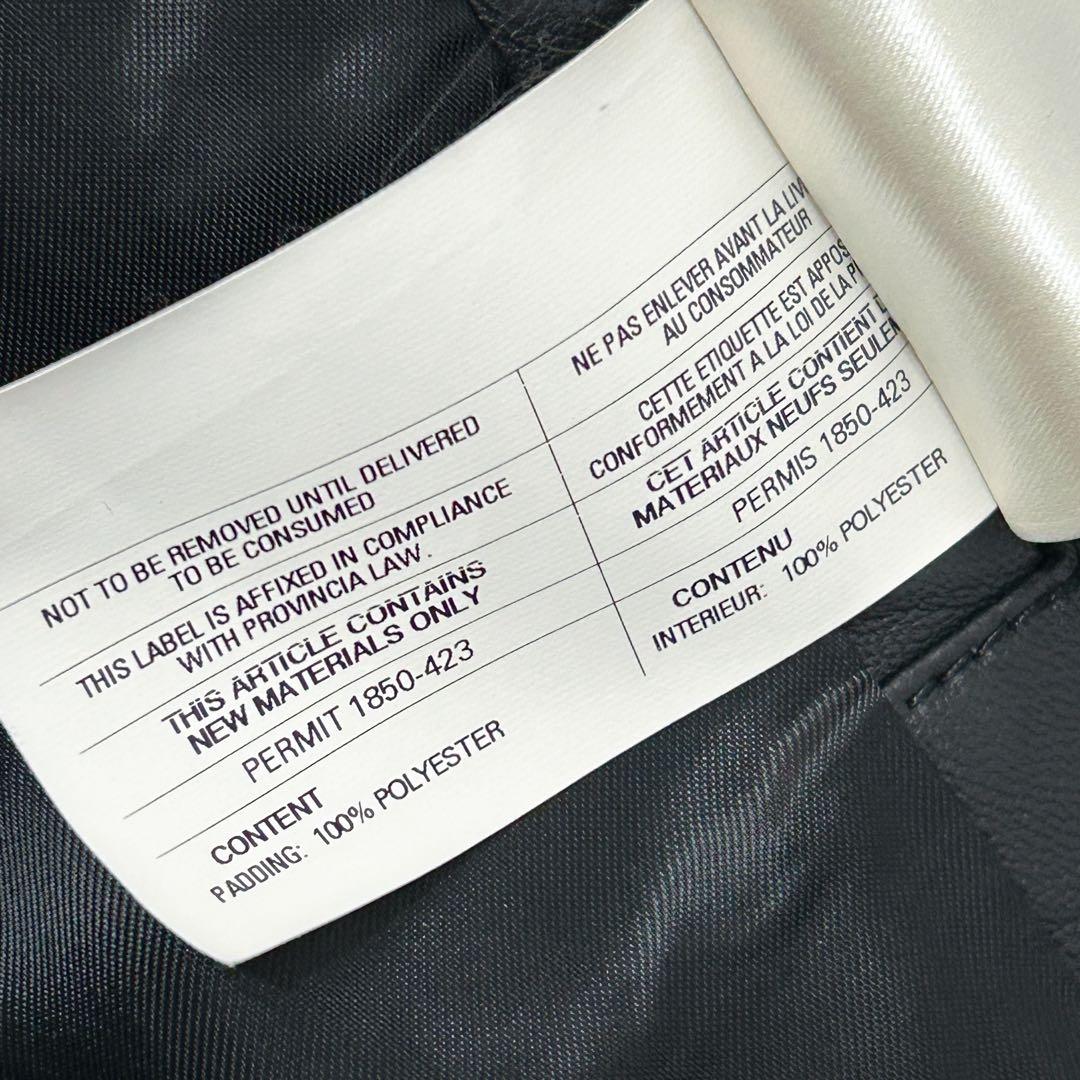 NOT TO BE REMOVED UNTIL DELIVERED
TO BE CONSUMED
THIS LABEL IS AFFIXED IN COMPLIANCE
WITH PROVINCIA LAW.
THIS ARTICLE CONTAINS
NEW MATERIALS ONLY
PERMIT 1850-423
CONTENT
PADDING: 100% POLYESTER
NE PAS ENLEVER AVANT LA
AU CONSOMMATEUR
CETTE ETIQUETTE EST
CONFORMEMENT A LA LOI DE LA
CET ARTICLE CONTIENT
MATERIAUX NEUFS
PERMIS 1850-423
CONTENU
INTERIEUR: 100% POLYESTER